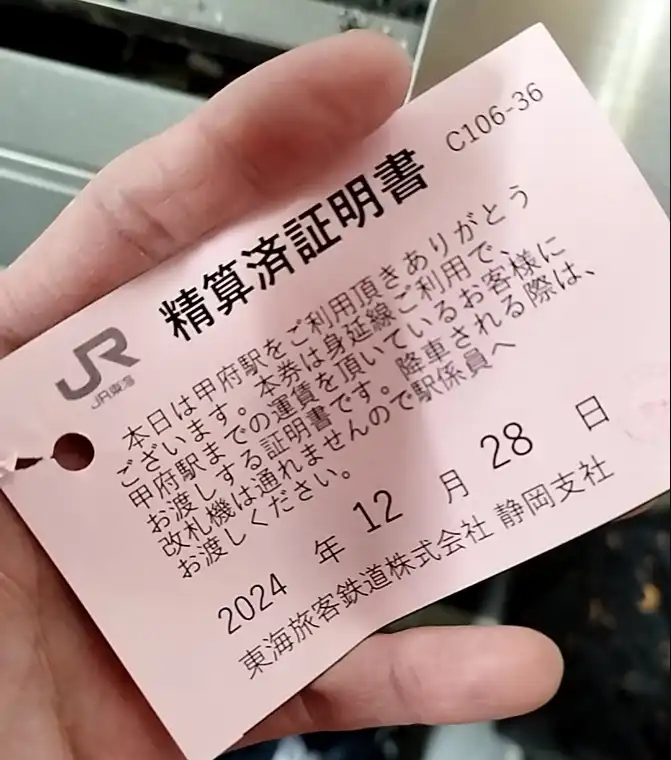 C106-36
精算済証明書
JR
JR東海
本日は甲府駅をご利用頂きありがとう
ございます。本券は身延線ご利用で、
甲府駅までの運賃を頂いているお客様に
お渡しする証明書です。降車される際は、
改札機は通れませんので駅係員へ
お渡しください。
2024 年 12 月 28 日
東海旅客鉄道株式会社 静岡支社